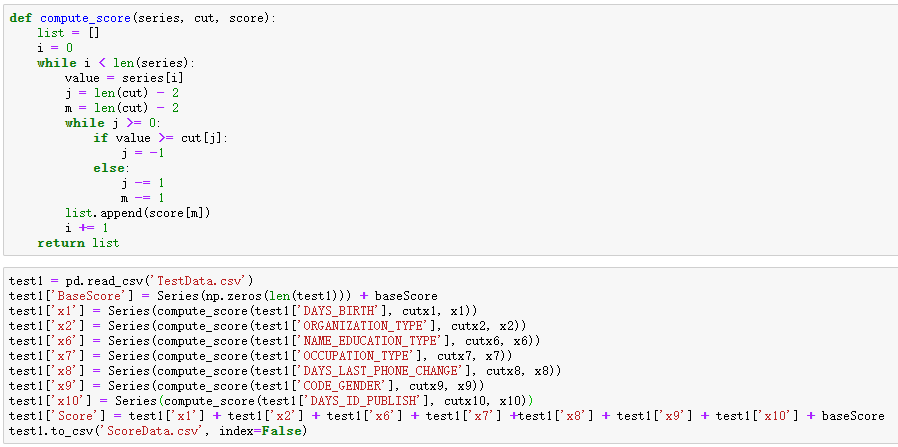 def compute_score(series, cut, score):
    list = []
    i = 0
    while i < len(series):
        value = series[i]
        j = len(cut) - 2
        m = len(cut) - 2
        while j >= 0:
            if value >= cut[j]:
                j = -1
            else:
                j -= 1
                m -= 1
        list.append(score[m])
        i += 1
    return list
test1 = pd.read_csv('TestData.csv')
test1['BaseScore'] = Series(np.zeros(len(test1))) + baseScore
test1['x1'] = Series(compute_score(test1['DAYS_BIRTH'], cutx1, x1))
test1['x2'] = Series(compute_score(test1['ORGANIZATION_TYPE'], cutx2, x2))
test1['x6'] = Series(compute_score(test1['NAME_EDUCATION_TYPE'], cutx6, x6))
test1['x7'] = Series(compute_score(test1['OCCUPATION_TYPE'], cutx7, x7))
test1['x8'] = Series(compute_score(test1['DAYS_LAST_PHONE_CHANGE'], cutx8, x8))
test1['x9'] = Series(compute_score(test1['CODE_GENDER'], cutx9, x9))
test1['x10'] = Series(compute_score(test1['DAYS_ID_PUBLISH'], cutx10, x10))
test1['Score'] = test1['x1'] + test1['x2'] + test1['x6'] + test1['x7'] +test1['x8'] + test1['x9'] + test1['x10'] + baseScore
test1.to_csv('ScoreData.csv', index=False)